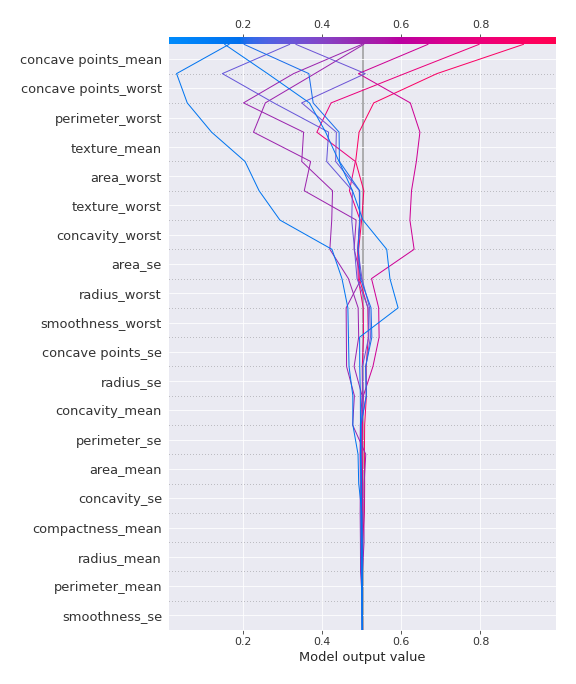 0.2 0.4 0.6 0.8
concave points_mean
concave points_worst
perimeter_worst
texture_mean
area_worst
texture_worst
concavity_worst
area_se
radius_worst
smoothness_worst
concave points_se
radius_se
concavity_mean
perimeter_se
area_mean
concavity_se
compactness_mean
radius_mean
perimeter_mean
smoothness_se
0.2 0.4 0.6 0.8
Model output value